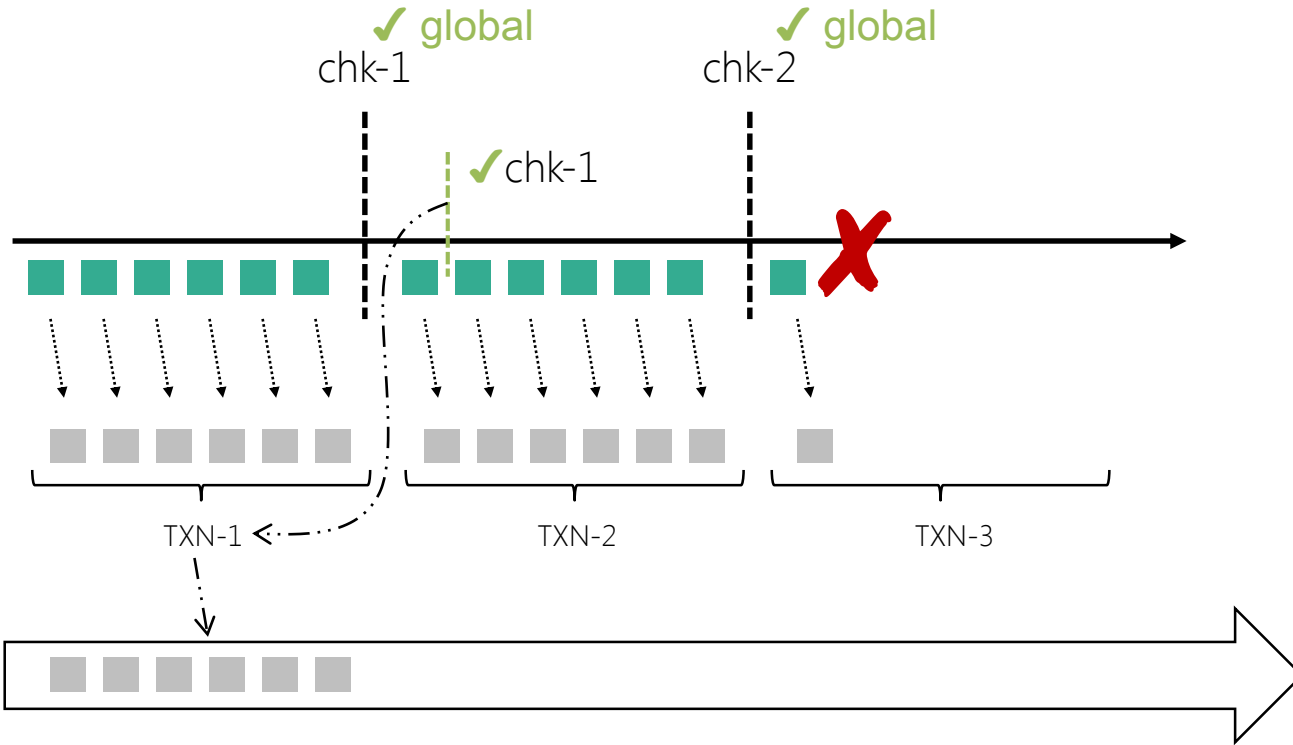 ✓ global
✓ global
chk-1
chk-2
✓chk-1
TXN-1
TXN-2
TXN-3